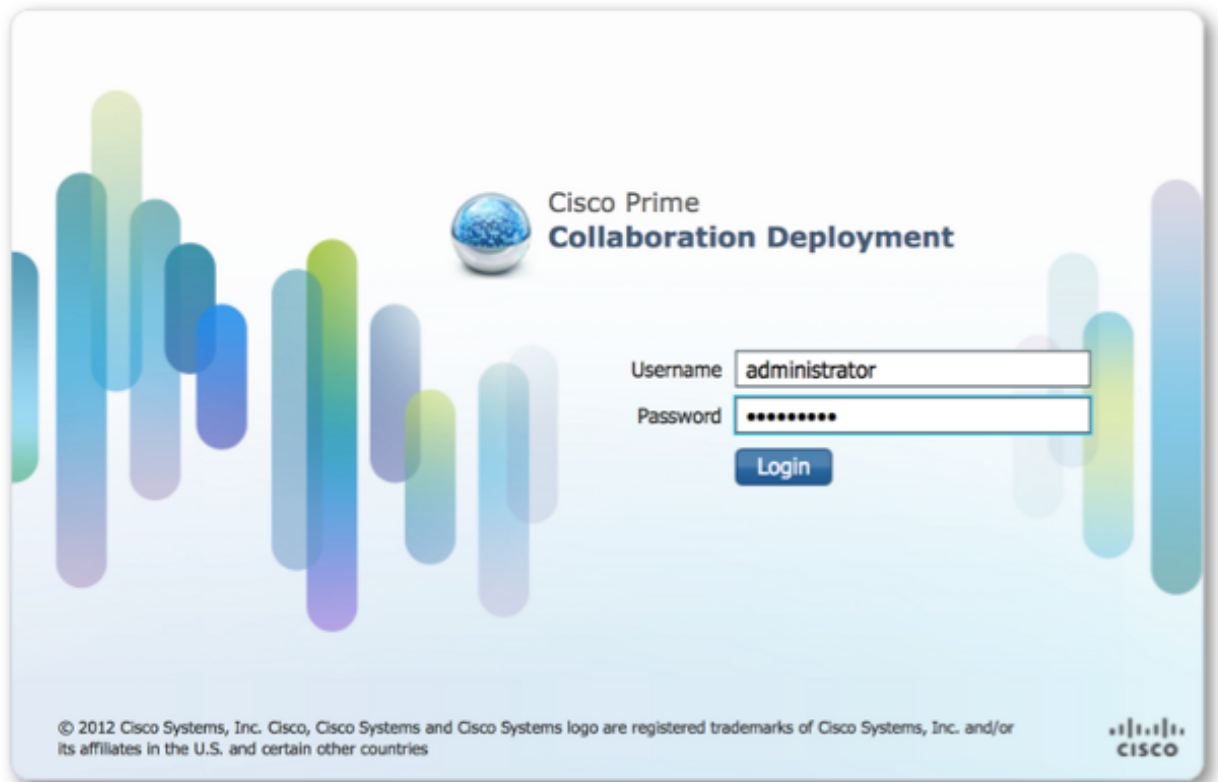 Cisco Prime
Collaboration Deployment
Username administrator
Password •••••••••
Login
© 2012 Cisco Systems, Inc. Cisco, Cisco Systems and Cisco Systems logo are registered trademarks of Cisco Systems, Inc. and/or
its affiliates in the U.S. and certain other countries
CISCO